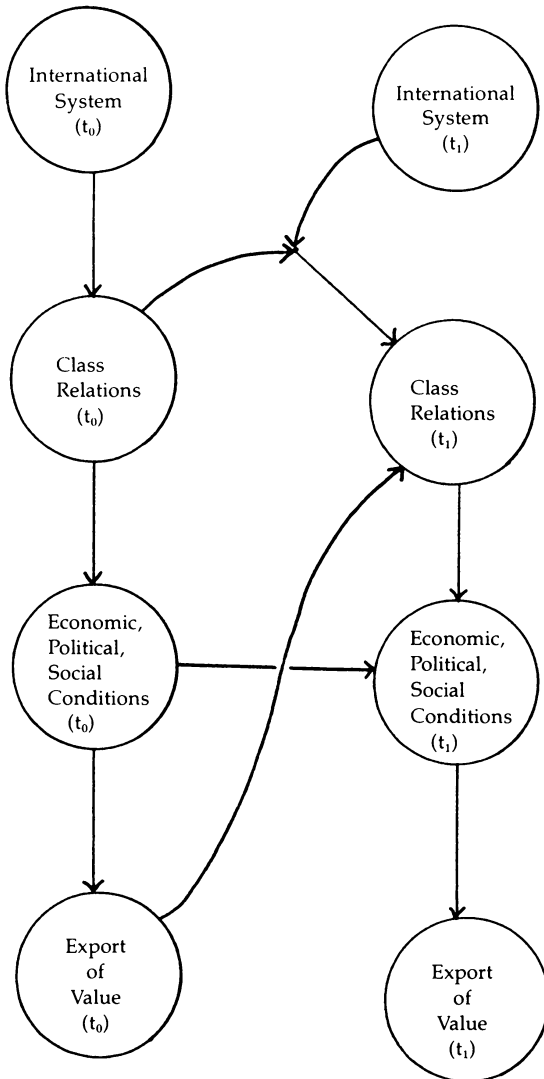 International
System
(t₀)
International
System
(t₁)
Class
Relations
(t₀)
Class
Relations
(t₁)
Economic,
Political,
Social
Conditions
(t₀)
Economic,
Political,
Social
Conditions
(t₁)
Export
of
Value
(t₀)
Export
of
Value
(t₁)